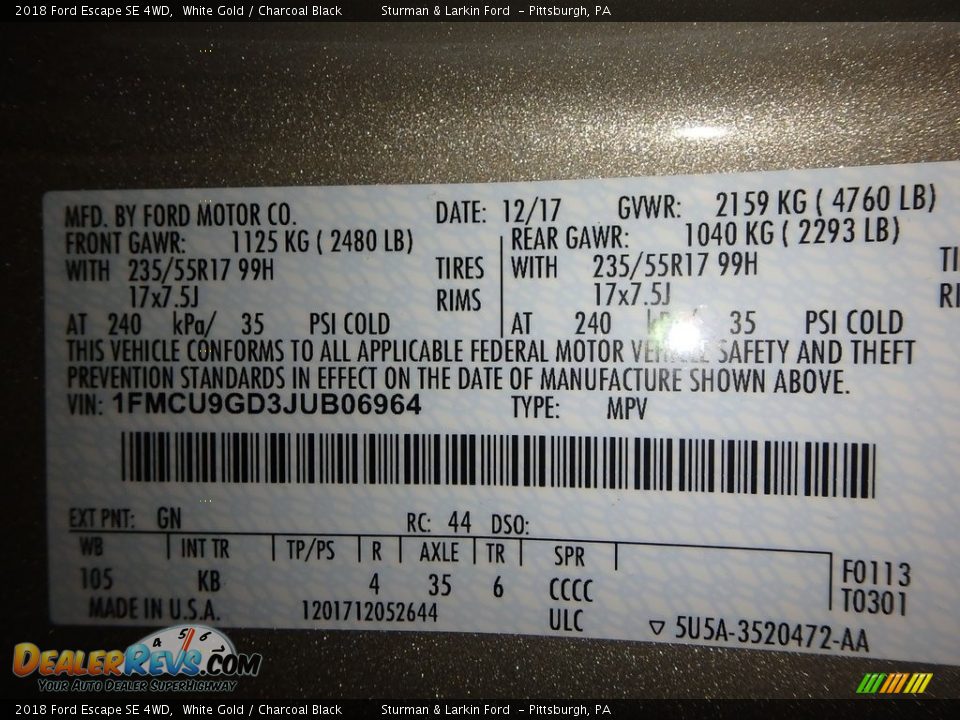 2018 Ford Escape SE 4WD, White Gold / Charcoal Black Sturman & Larkin Ford - Pittsburgh, PA
MFD. BY FORD MOTOR CO. DATE: 12/17 GVWR: 2159 KG ( 4760 LB)
FRONT GAWR: 1125 KG ( 2480 LB) REAR GAWR: 1040 KG ( 2293 LB)
WITH 235/55R17 99H TIRES WITH 235/55R17 99H
17x7.5J RIMS 17x7.5J
AT 240 kPa/ 35 PSI COLD AT 240 35 PSI COLD
THIS VEHICLE CONFORMS TO ALL APPLICABLE FEDERAL MOTOR VEHICLE SAFETY AND THEFT
PREVENTION STANDARDS IN EFFECT ON THE DATE OF MANUFACTURE SHOWN ABOVE.
VIN: 1FMCU9GD3JUB06964 TYPE: MPV
EXT PNT: GN RC: 44 DSO:
WB INT TR TP/PS R AXLE TR SPR
105 KB 4 35 6 CCCC
F0113
T0301
MADE IN U.S.A. 1201712052644 ULC
5U5A-3520472-AA
4 5 6
DEALERREVS.COM
YOUR AUTO DEALER SUPERHIGHWAY
2018 Ford Escape SE 4WD, White Gold / Charcoal Black Sturman & Larkin Ford - Pittsburgh, PA